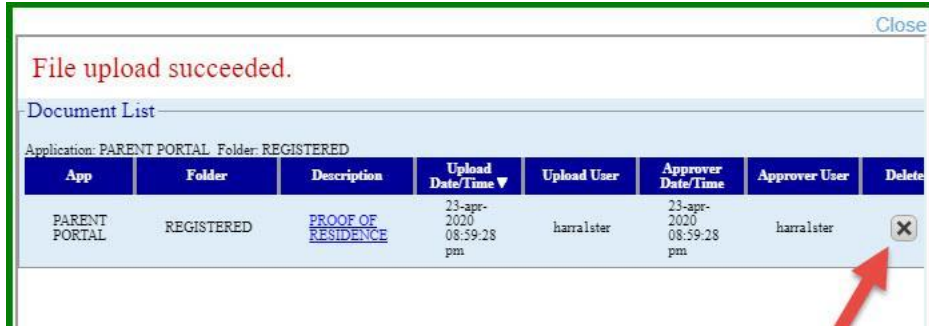 Close
File upload succeeded.
Document List
Application: PARENT PORTAL Folder: REGISTERED
App Folder Description Upload Date/Time ▼ Upload User Approver Date/Time Approver User Delete
PARENT PORTAL REGISTERED PROOF OF RESIDENCE 23-apr-2020 08:59:28 pm harralster 23-apr-2020 08:59:28 pm harralster X